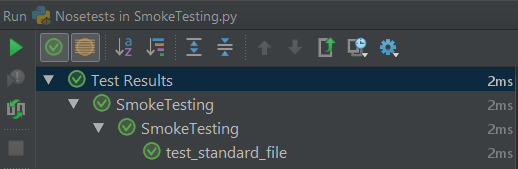 Run Nosetests in SmokeTesting.py
Test Results 2ms
SmokeTesting 2ms
SmokeTesting 2ms
test_standard_file 2ms